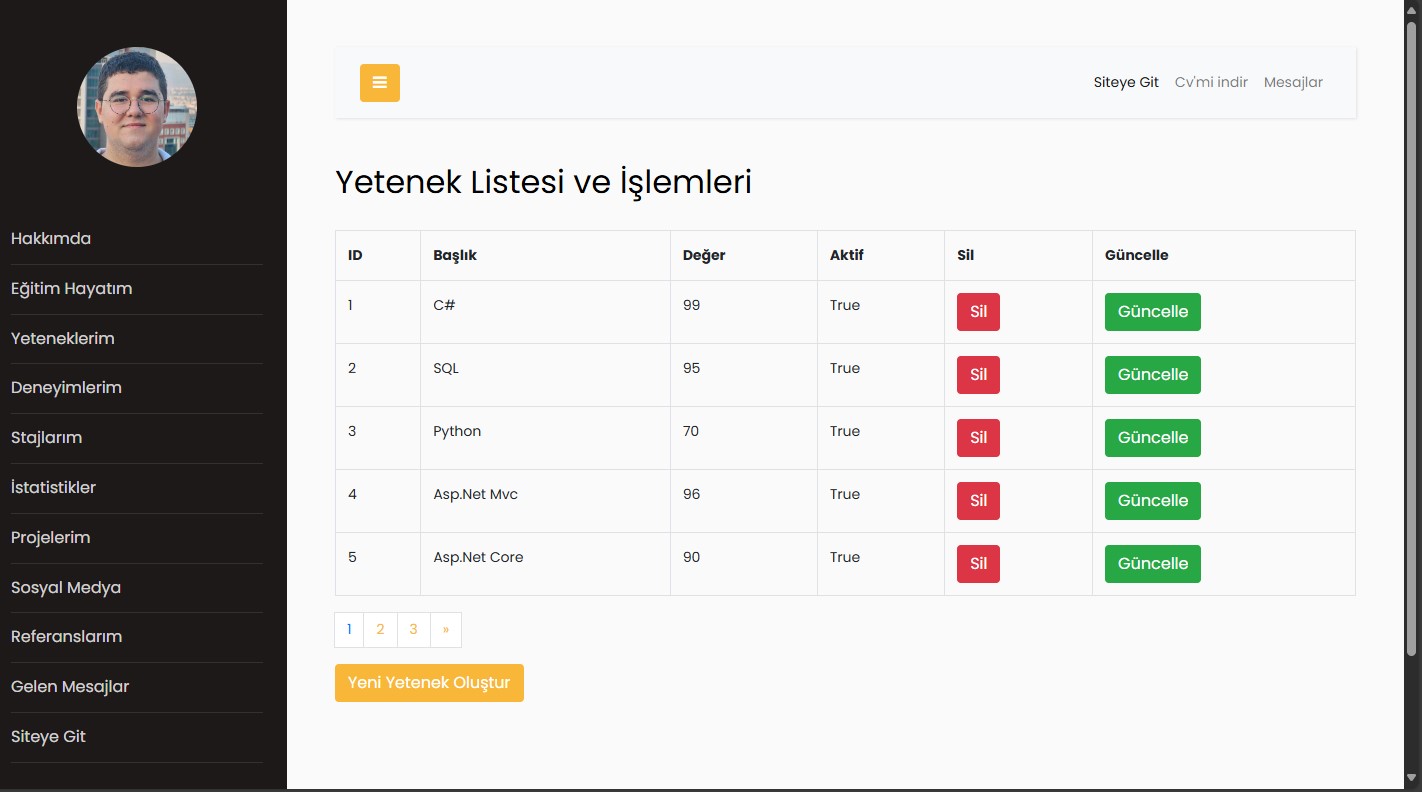 Hakkımda
Eğitim Hayatım
Yeteneklerim
Deneyimlerim
Stajlarım
İstatistikler
Projelerim
Sosyal Medya
Referanslarım
Gelen Mesajlar
Siteye Git
Siteye Git Cv'mi indir Mesajlar
Yetenek Listesi ve İşlemleri
ID Başlık Değer Aktif Sil Güncelle
1 C# 99 True Sil Güncelle
2 SQL 95 True Sil Güncelle
3 Python 70 True Sil Güncelle
4 Asp.Net Mvc 96 True Sil Güncelle
5 Asp.Net Core 90 True Sil Güncelle
1 2 3 »
Yeni Yetenek Oluştur